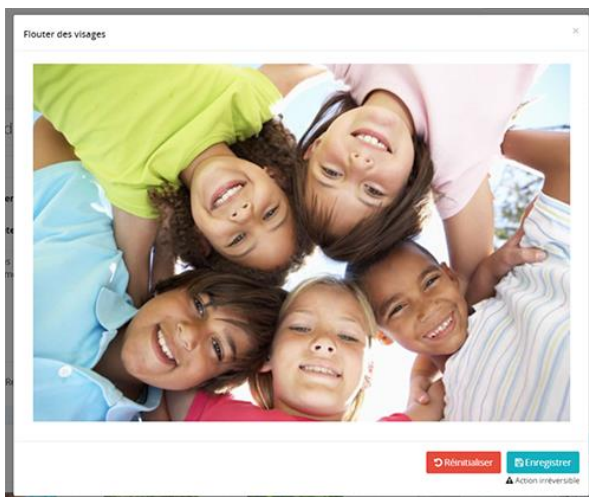 Flouter des visages
×
Réinitialiser
Enregistrer
Action irréversible